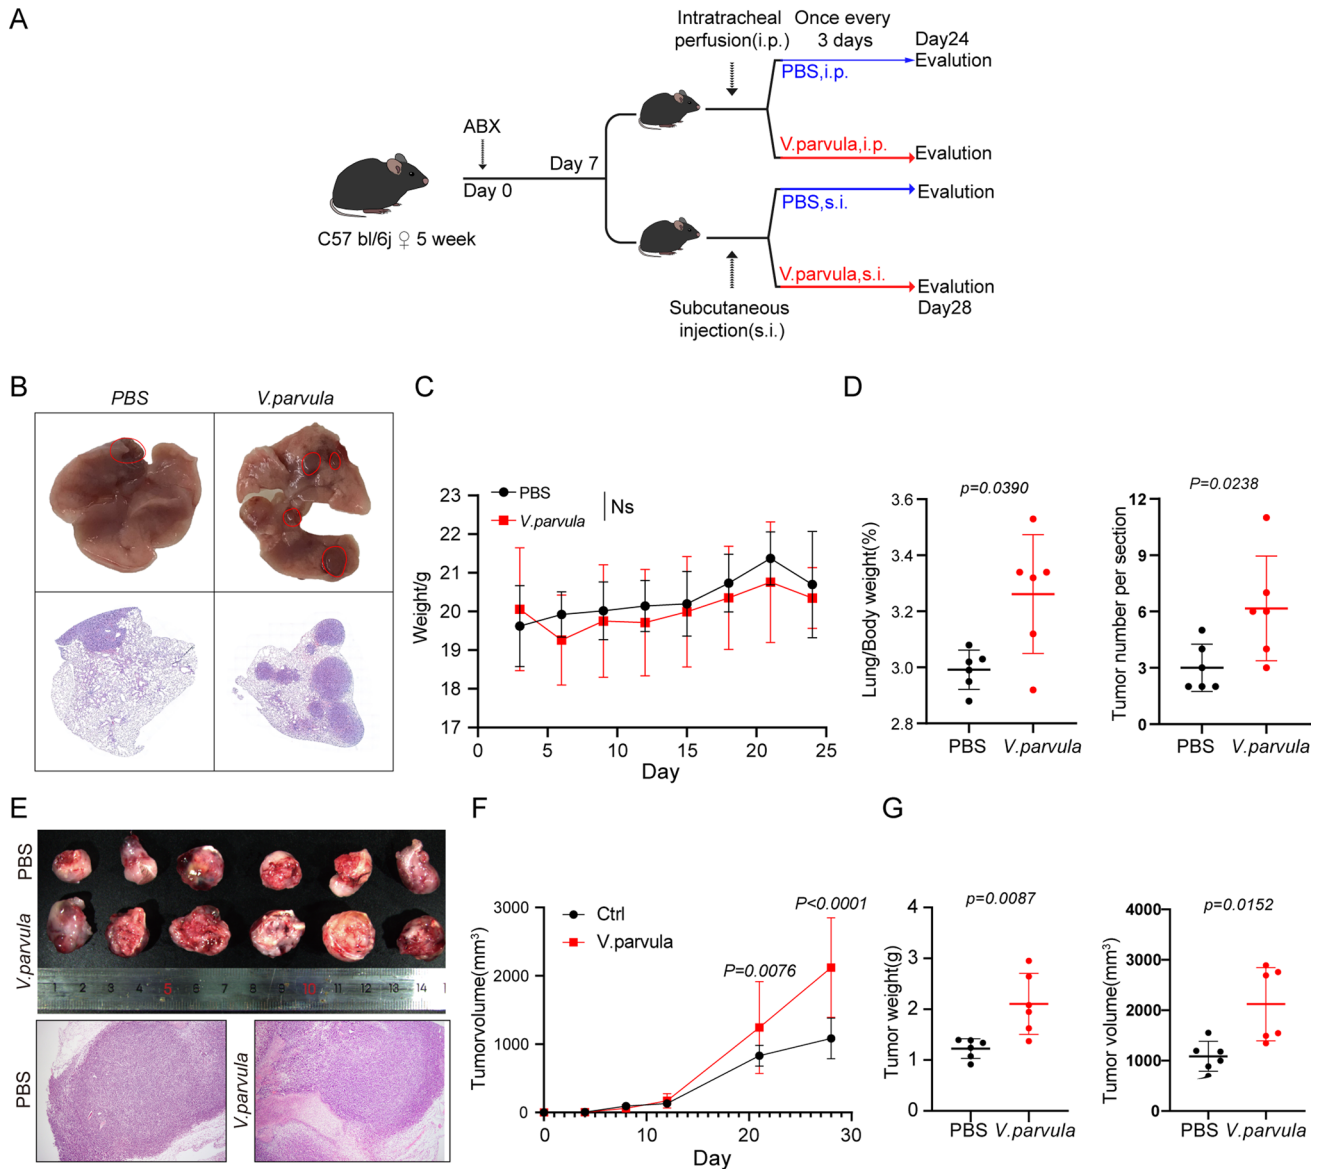 A
Intratracheal
perfusion(i.p.)
Once every
3 days
Day24
Evalution
PBS,i.p.
ABX
Day 7
V.parvula,i.p.
Evalution
Day 0
PBS,s.i.
Evalution
C57 bl/6j ♀ 5 week
V.parvula,s.i.
Evalution
Day28
Subcutaneous
injection(s.i.)
B
PBS
V.parvula
C
PBS
V.parvula
Ns
Weight/g
23
22
21
20
19
18
17
0
5
10
15
20
25
Day
D
p=0.0390
Lung/Body weight(%)
3.6
3.4
3.2
3.0
2.8
PBS
V.parvula
P=0.0238
Tumor number per section
12
9
6
3
0
PBS
V.parvula
E
PBS
V.parvula
1 2 3 4 5 6 7 8 9 10 11 12 13 14 1
PBS
V.parvula
F
P<0.0001
P=0.0076
Ctrl
V.parvula
Tumorvolume(mm³)
3000
2000
1000
0
0
10
20
30
Day
G
p=0.0087
Tumor weight(g)
4
3
2
1
0
PBS
V.parvula
p=0.0152
Tumor volume(mm³)
4000
3000
2000
1000
0
PBS
V.parvula